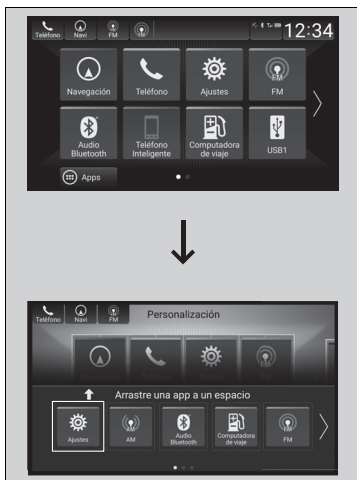 Teléfono
Navi
FM
12:34
Navegación
Teléfono
Ajustes
FM
Audio
Bluetooth
Teléfono
Inteligente
Computadora
de viaje
USB1
Apps
Teléfono
Navi
FM
Personalización
Arrastre una app a un espacio
Ajustes
AM
Audio
Bluetooth
Computadora
de viaje
FM